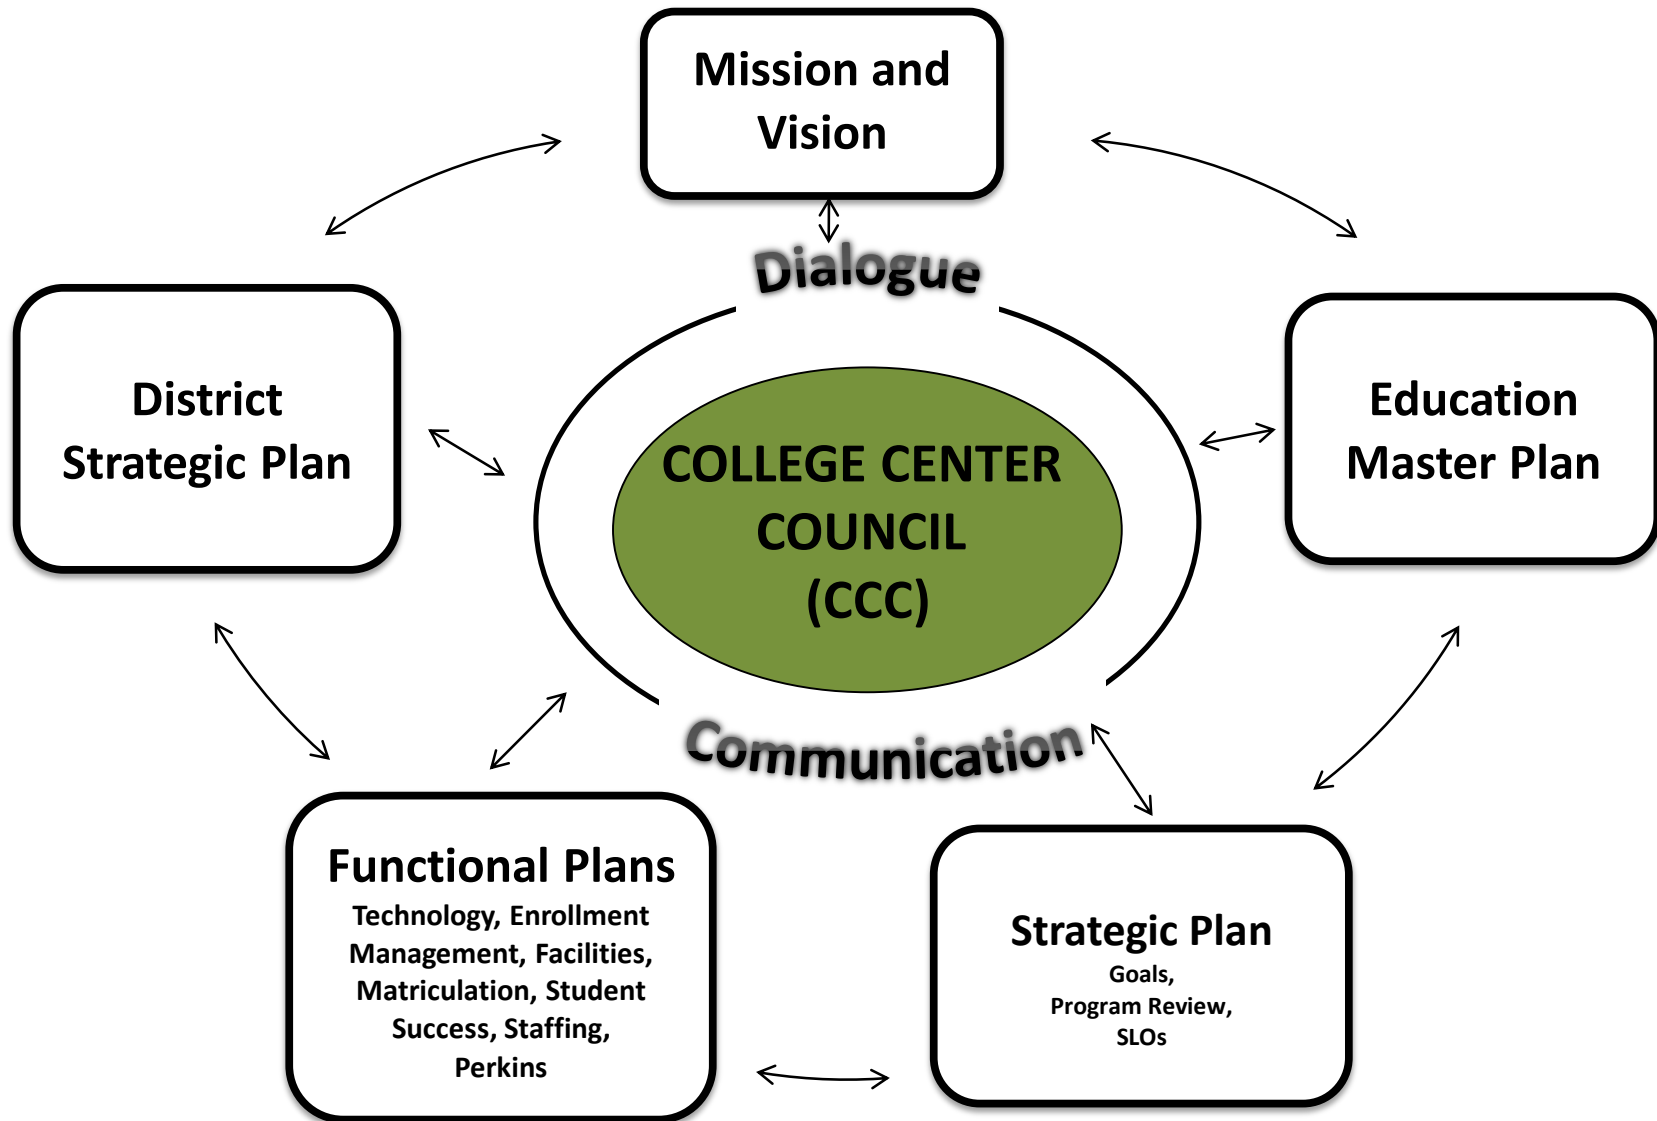 Mission and
Vision
Dialogue
District
Strategic Plan
COLLEGE CENTER
COUNCIL
(CCC)
Education
Master Plan
Communication
Functional Plans
Technology, Enrollment
Management, Facilities,
Matriculation, Student
Success, Staffing,
Perkins
Strategic Plan
Goals,
Program Review,
SLOs